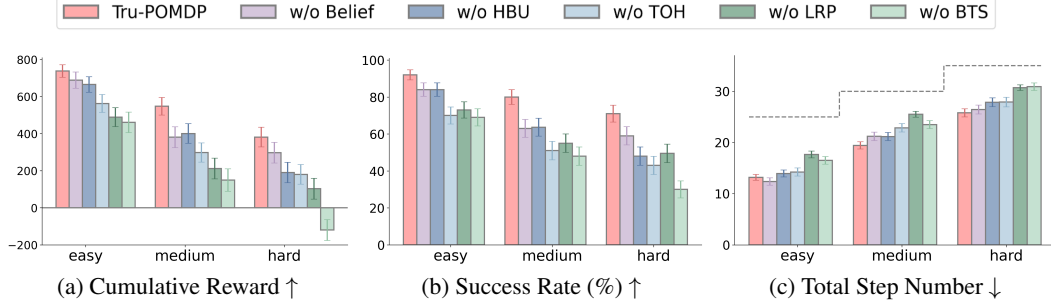 Tru-POMDP w/o Belief w/o HBU w/o TOH w/o LRP w/o BTS
800
600
400
200
0
−200
easy medium hard
(a) Cumulative Reward ↑
100
80
60
40
20
0
easy medium hard
(b) Success Rate (%) ↑
30
20
10
0
easy medium hard
(c) Total Step Number ↓